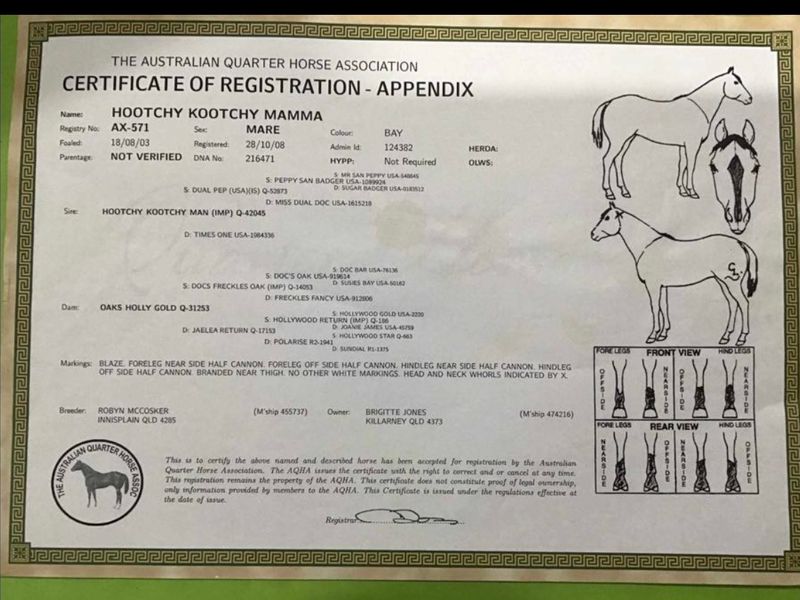 THE AUSTRALIAN QUARTER HORSE ASSOCIATION
CERTIFICATE OF REGISTRATION - APPENDIX
Name: HOOTCHY KOOTCHY MAMMA
Registry No: AX-571 Sex: MARE Colour: BAY
Foaled: 18/08/03 Registered: 28/10/08 Admin Id: 124382 HERDA:
Parentage: NOT VERIFIED DNA No: 216471 HYPP: Not Required OLWS:
S: MR SAN PEPPY USA-548645
S: PEPPY SAN BADGER USA-1089924
D: SUGAR BADGER USA-0183512
S: DUAL PEP (USA)(IS) Q-52873
D: MISS DUAL DOC USA-1615218
Sire: HOOTCHY KOOTCHY MAN (IMP) Q-42045
D: TIMES ONE USA-1984336
S: DOC BAR USA-76136
S: DOC'S OAK USA-919614
D: SUSIES BAY USA-50162
S: DOCS FRECKLES OAK (IMP) Q-14053
D: FRECKLES FANCY USA-912806
Dam: OAKS HOLLY GOLD Q-31253
S: HOLLYWOOD GOLD USA-2220
S: HOLLYWOOD RETURN (IMP) Q-186
D: JOANIE JAMES USA-45759
D: JAELEA RETURN Q-17153
S: HOLLYWOOD STAR Q-663
D: POLARISE R2-1941
D: SUNDIAL R1-1375
Markings: BLAZE. FORELEG NEAR SIDE HALF CANNON. FORELEG OFF SIDE HALF CANNON. HINDLEG NEAR SIDE HALF CANNON. HINDLEG
OFF SIDE HALF CANNON. BRANDED NEAR THIGH. NO OTHER WHITE MARKINGS. HEAD AND NECK WHORLS INDICATED BY X.
Breeder: ROBYN MCCOSKER (M'ship 455737) Owner: BRIGITTE JONES (M'ship 474216)
INNISPLAIN QLD 4285 KILLARNEY QLD 4373
This is to certify the above named and described horse has been accepted for registration by the Australian
Quarter Horse Association. The AQHA issues the certificate with the right to correct and or cancel at any time.
This registration remains the property of the AQHA. This certificate does not constitute proof of legal ownership,
only information provided by members to the AQHA. This Certificate is issued under the regulations effective at
the date of issue.
Registrar
THE AUSTRALIAN QUARTER HORSE ASSOC
FORE LEGS FRONT VIEW HIND LEGS
OFFSIDE NEARSIDE OFFSIDE NEARSIDE
FORE LEGS REAR VIEW HIND LEGS
NEARSIDE OFFSIDE NEARSIDE OFFSIDE